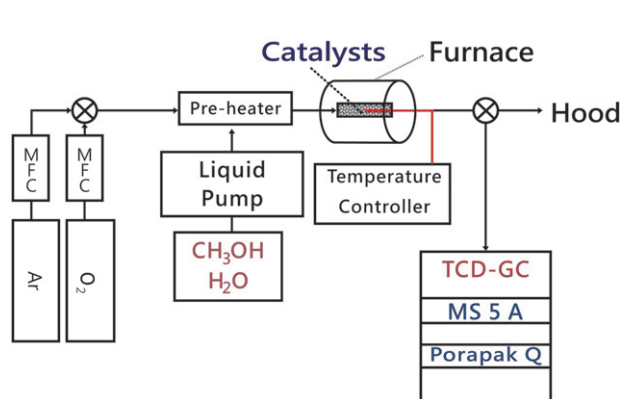 Catalysts
Furnace
Pre-heater
Hood
MFC
MFC
Liquid
Pump
Temperature
Controller
CH₃OH
H₂O
Ar
O₂
TCD-GC
MS 5 A
Porapak Q